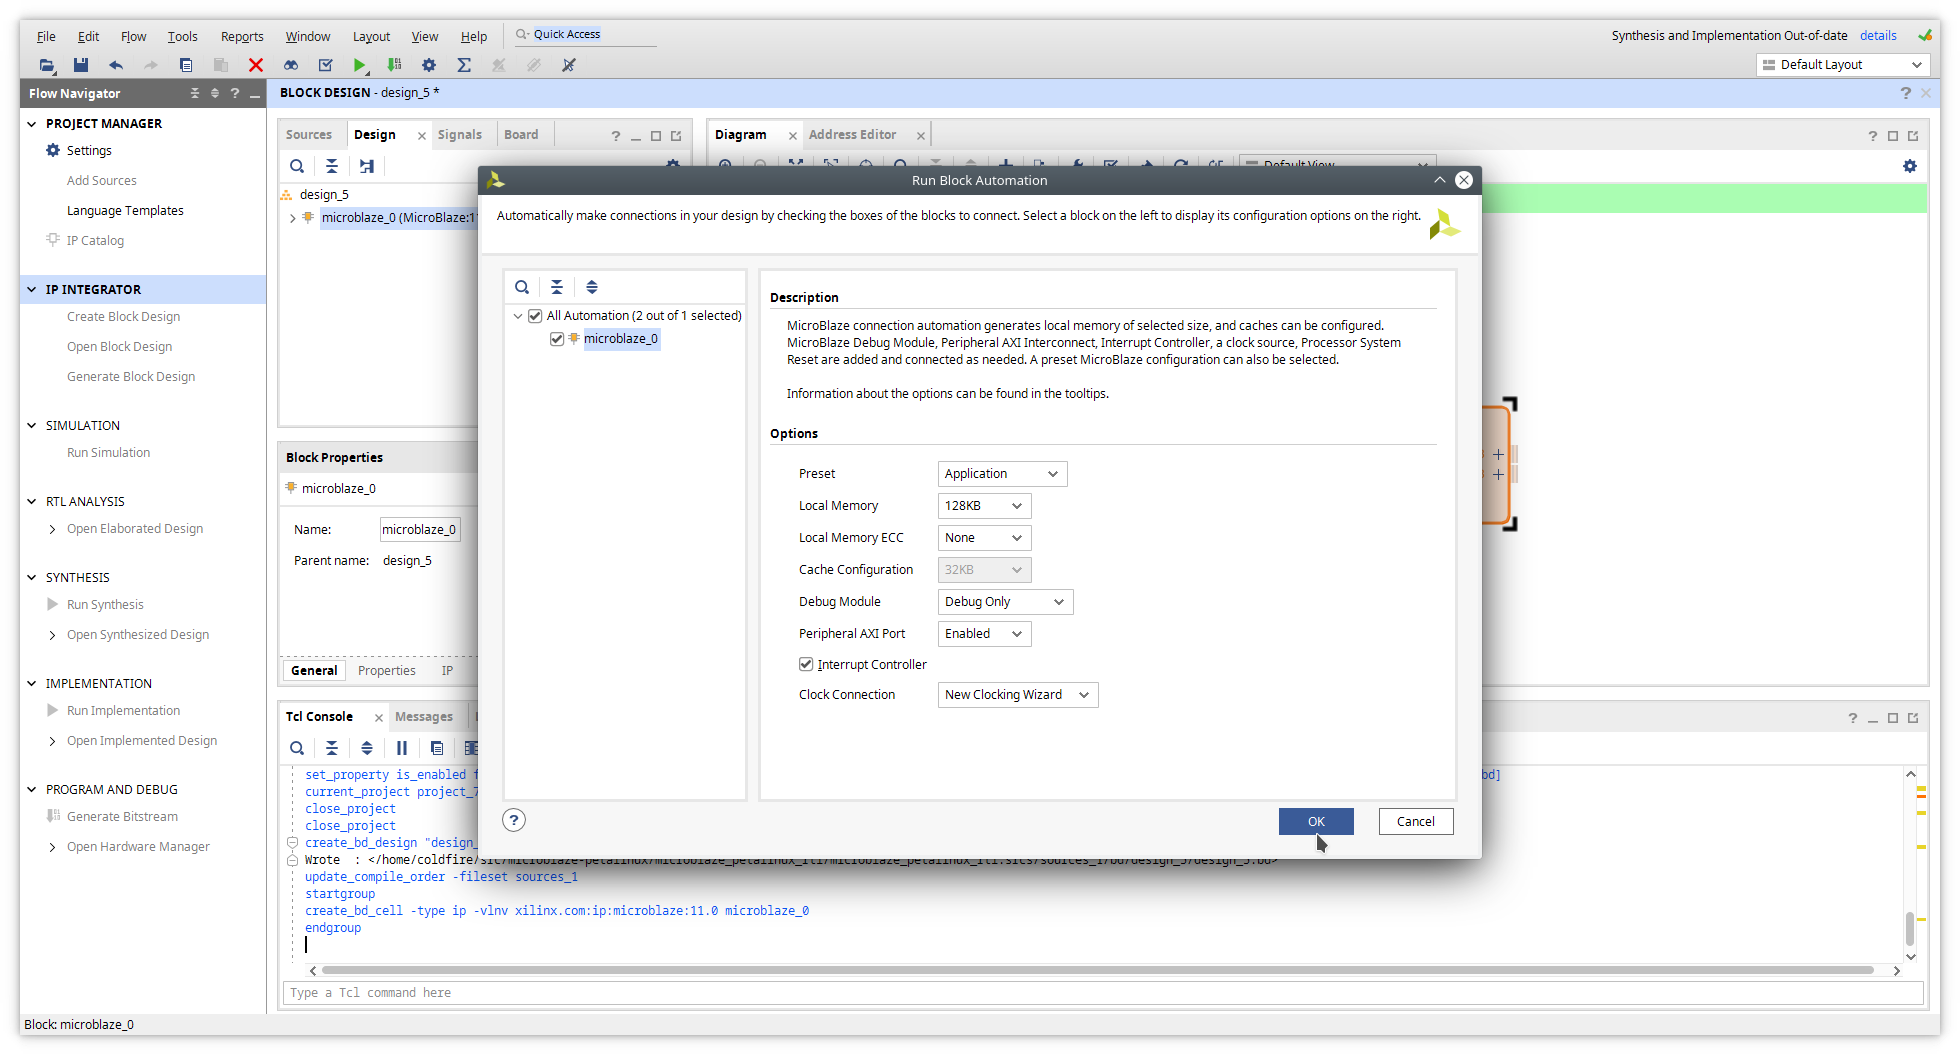 File Edit Flow Tools Reports Window Layout View Help Quick Access
Synthesis and Implementation Out-of-date details
Default Layout
Flow Navigator
BLOCK DESIGN - design_5 *
PROJECT MANAGER
Settings
Add Sources
Language Templates
IP Catalog
IP INTEGRATOR
Create Block Design
Open Block Design
Generate Block Design
SIMULATION
Run Simulation
RTL ANALYSIS
Open Elaborated Design
SYNTHESIS
Run Synthesis
Open Synthesized Design
IMPLEMENTATION
Run Implementation
Open Implemented Design
PROGRAM AND DEBUG
Generate Bitstream
Open Hardware Manager
Sources Design Signals Board
design_5
microblaze_0 (MicroBlaze:1
Diagram Address Editor
Default View
Block Properties
microblaze_0
Name: microblaze_0
Parent name: design_5
General Properties IP
Run Block Automation
Automatically make connections in your design by checking the boxes of the blocks to connect. Select a block on the left to display its configuration options on the right.
All Automation (2 out of 1 selected)
microblaze_0
Description
MicroBlaze connection automation generates local memory of selected size, and caches can be configured.
MicroBlaze Debug Module, Peripheral AXI Interconnect, Interrupt Controller, a clock source, Processor System
Reset are added and connected as needed. A preset MicroBlaze configuration can also be selected.
Information about the options can be found in the tooltips.
Options
Preset Application
Local Memory 128KB
Local Memory ECC None
Cache Configuration 32KB
Debug Module Debug Only
Peripheral AXI Port Enabled
Interrupt Controller
Clock Connection New Clocking Wizard
OK Cancel
Tcl Console Messages
set_property is_enabled bd]
current_project project_7
close_project
close_project
create_bd_design "design_
Wrote : </home/coldfire/src/microblaze-petalinux/microblaze_petalinux_rtl/microblaze_petalinux_rtl.srcs/sources_1/bd/design_5/design_5.bd>
update_compile_order -fileset sources_1
startgroup
create_bd_cell -type ip -vlnv xilinx.com:ip:microblaze:11.0 microblaze_0
endgroup
Type a Tcl command here
Block: microblaze_0